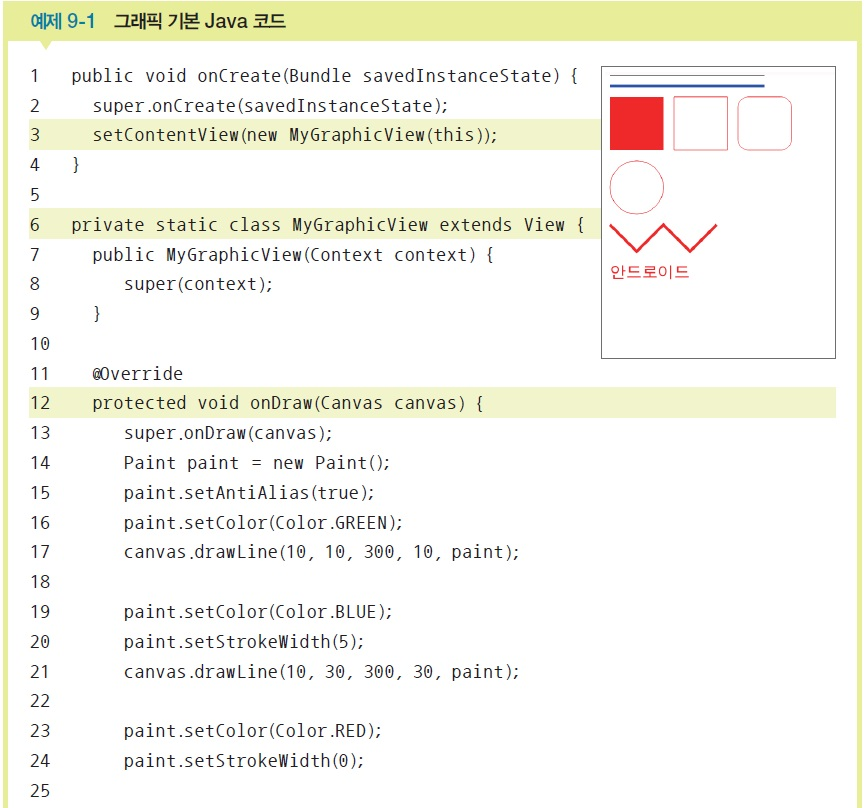 예제 9-1 그래픽 기본 Java 코드
1 public void onCreate(Bundle savedInstanceState) {
2 super.onCreate(savedInstanceState);
3 setContentView(new MyGraphicView(this));
4 }
5
6 private static class MyGraphicView extends View {
7 public MyGraphicView(Context context) {
8 super(context);
9 }
10
11 @Override
12 protected void onDraw(Canvas canvas) {
13 super.onDraw(canvas);
14 Paint paint = new Paint();
15 paint.setAntiAlias(true);
16 paint.setColor(Color.GREEN);
17 canvas.drawLine(10, 10, 300, 10, paint);
18
19 paint.setColor(Color.BLUE);
20 paint.setStrokeWidth(5);
21 canvas.drawLine(10, 30, 300, 30, paint);
22
23 paint.setColor(Color.RED);
24 paint.setStrokeWidth(0);
25
안드로이드